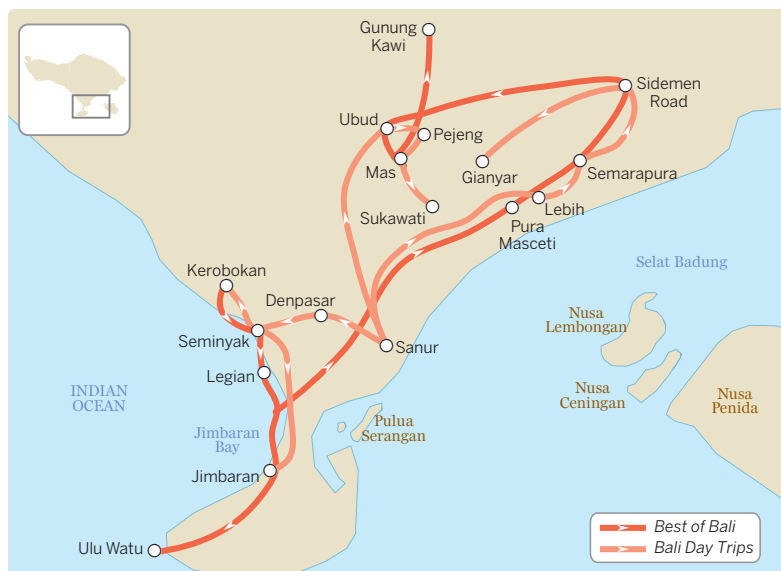 Gunung
Kawi
Sidemen
Road
Ubud
Pejeng
Mas
Gianyar
Semarapura
Sukawati
Lebih
Pura
Masceti
Selat Badung
Kerobokan
Denpasar
Nusa
Lembongan
Seminyak
Sanur
Legian
Nusa
Ceningan
INDIAN
OCEAN
Nusa
Penida
Pulua
Serangan
Jimbaran
Bay
Jimbaran
Ulu Watu
Best of Bali
Bali Day Trips